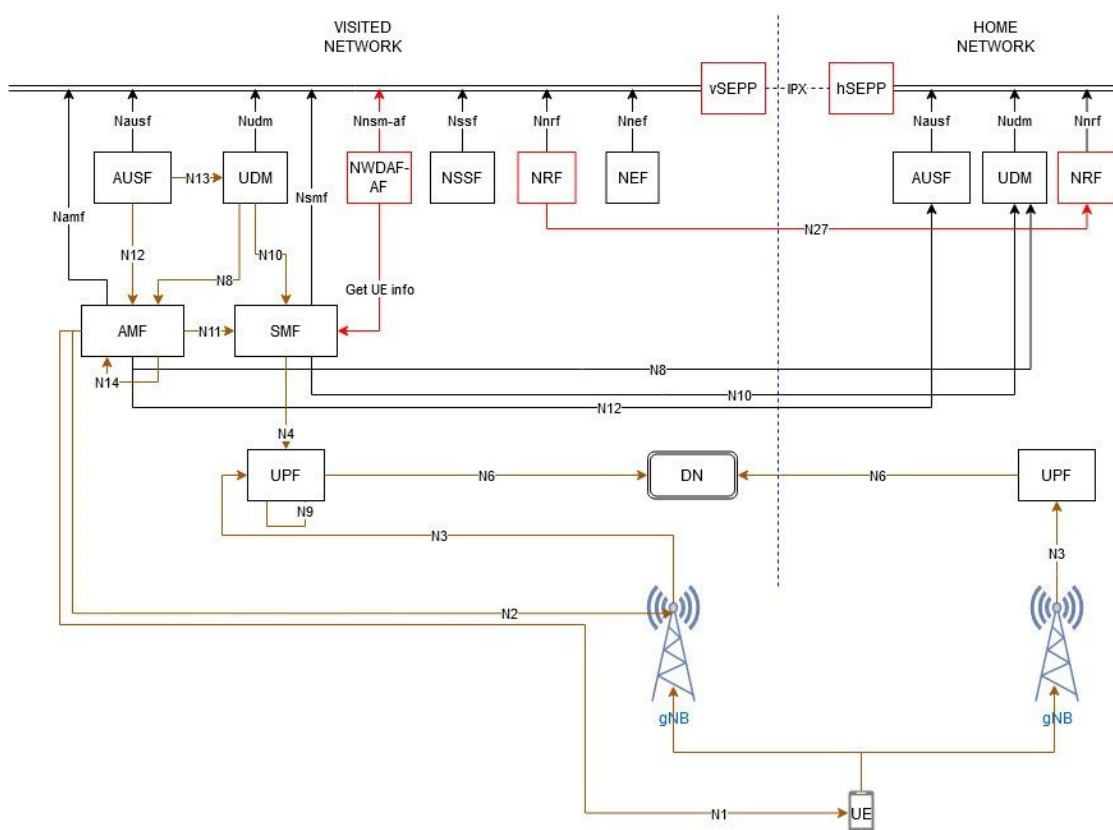 VISITED
NETWORK
HOME
NETWORK
vSEPP
IPX
hSEPP
Nausf
Nudm
Nnsm-af
Nssf
Nnrf
Nnef
Nausf
Nudm
Nnrf
AUSF
N13
UDM
NWDAF-
AF
NSSF
NRF
NEF
AUSF
UDM
NRF
Namf
Nsmf
N27
N12
N10
N8
Get UE info
AMF
N11
SMF
N14
N8
N10
N12
N4
UPF
N6
DN
N6
UPF
N9
N3
N3
N2
gNB
gNB
N1
UE